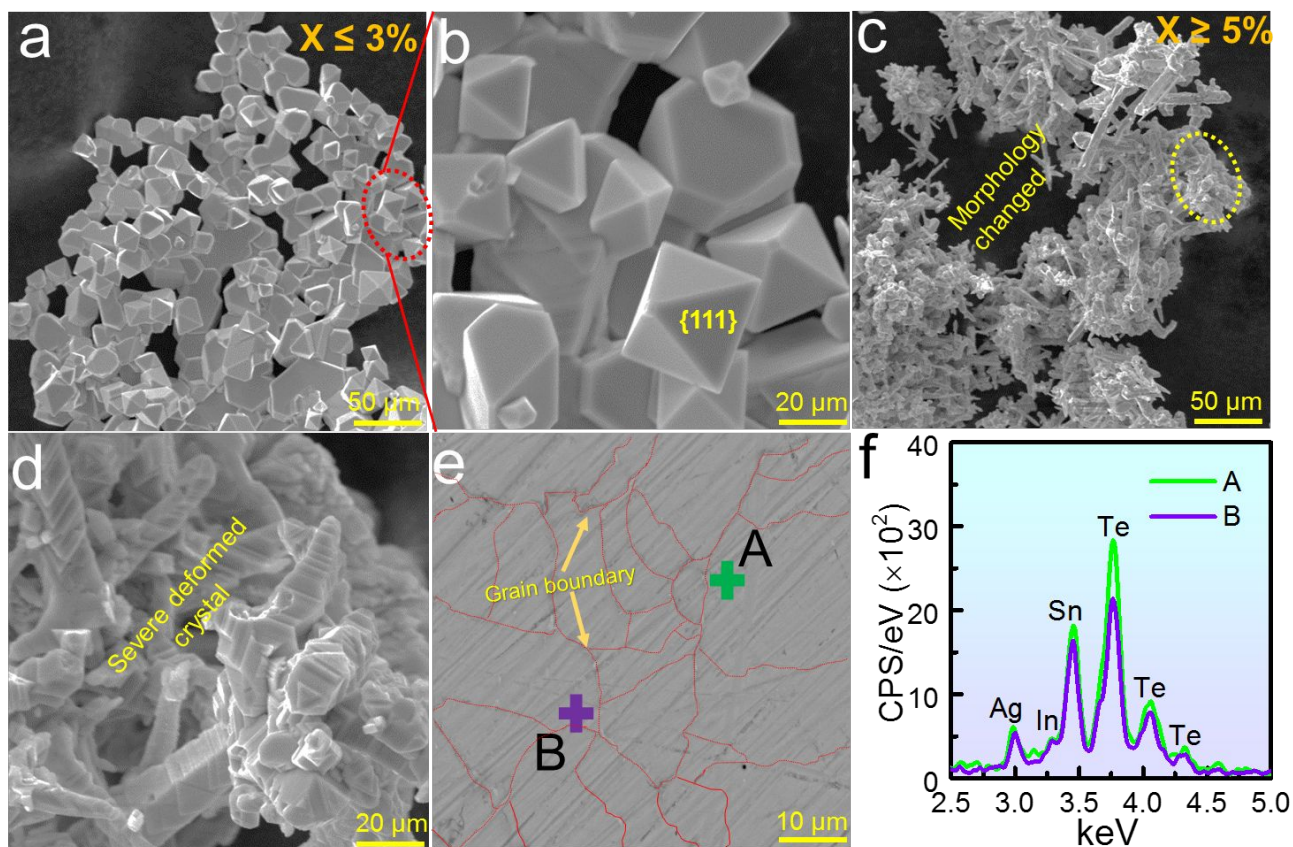 a
X ≤ 3%
50 µm
b
{111}
20 µm
c
X ≥ 5%
Morphology
changed
50 µm
d
Severe deformed
crystal
20 µm
e
Grain boundary
A
B
10 µm
f
40
30
20
10
0
CPS/eV (×10²)
A
B
Ag
In
Sn
Te
Te
Te
2.5 3.0 3.5 4.0 4.5 5.0
keV